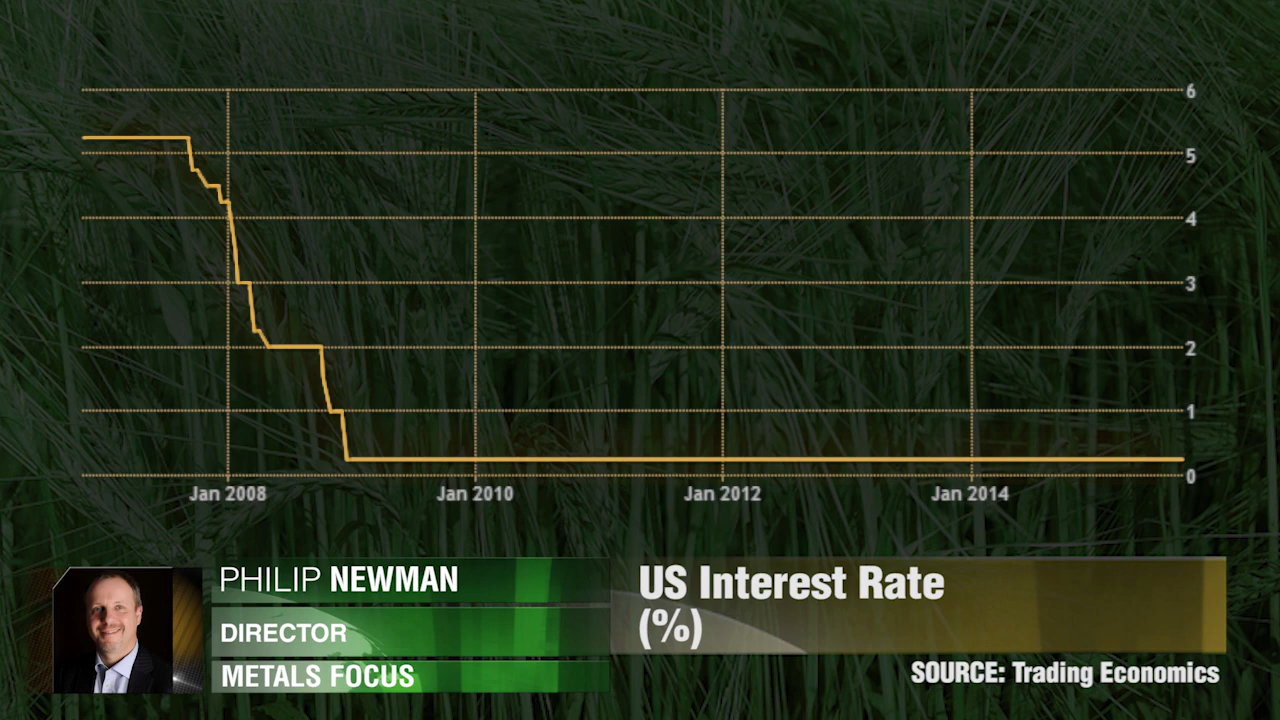 6
5
4
3
2
1
0
Jan 2008 Jan 2010 Jan 2012 Jan 2014
PHILIP NEWMAN
DIRECTOR
METALS FOCUS
US Interest Rate
(%)
SOURCE: Trading Economics